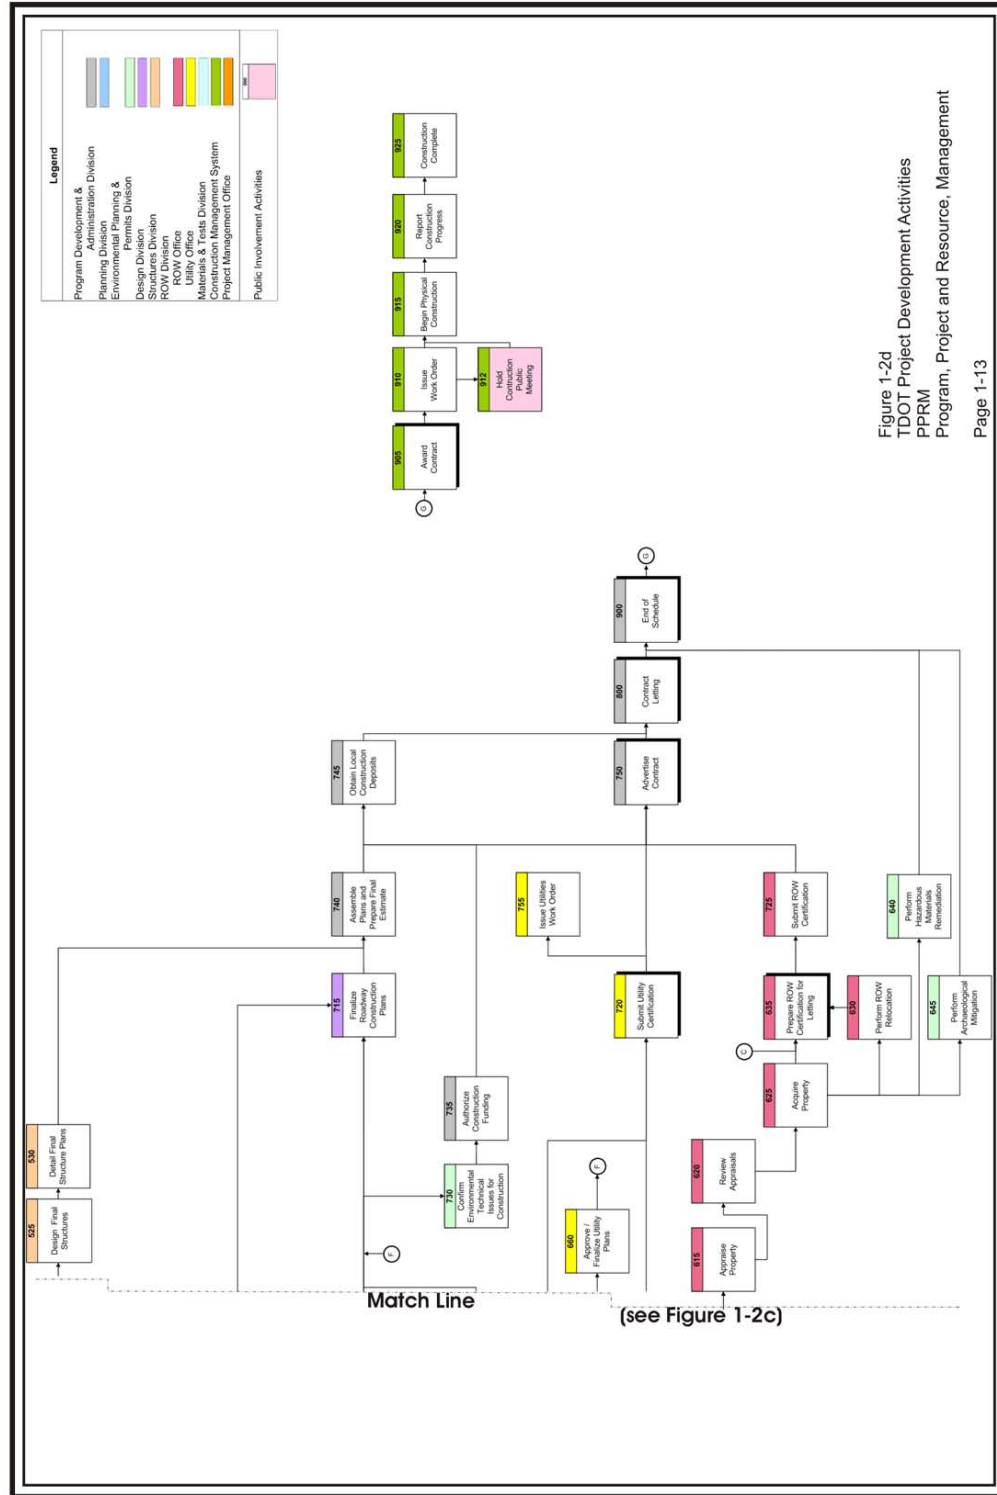 Legend
Program Development &
Administration Division
Planning Division
Environmental Planning &
Permits Division
Design Division
Structures Division
ROW Division
ROW Office
Utility Office
Materials & Tests Division
Construction Management System
Project Management Office
Public Involvement Activities
525
Design Final
Structures
530
Detail Final
Structure Plans
715
Finalize
Roadway
Construction
Plans
740
Assemble
Plans and
Prepare Final
Estimate
745
Obtain Local
Construction
Deposits
F
730
Confirm
Environmental
Technical
Issues for
Construction
735
Authorize
Construction
Funding
755
Issue Utilities
Work Order
660
Approve /
Finalize Utility
Plans
F
720
Submit Utility
Certification
750
Advertise
Contract
800
Contract
Letting
900
End of
Schedule
G
615
Appraise
Property
620
Review
Appraisals
625
Acquire
Property
C
635
Prepare ROW
Certification for
Letting
725
Submit ROW
Certification
630
Perform ROW
Relocation
640
Perform
Hazardous
Materials
Remediation
645
Perform
Archaeological
Mitigation
G
905
Award
Contract
910
Issue
Work Order
912
Hold
Contruction
Public
Meeting
915
Begin Physical
Construction
920
Report
Construction
Progress
925
Construction
Complete
Match Line
(see Figure 1-2c)
Figure 1-2d
TDOT Project Development Activities
PPRM
Program, Project and Resource, Management
Page 1-13